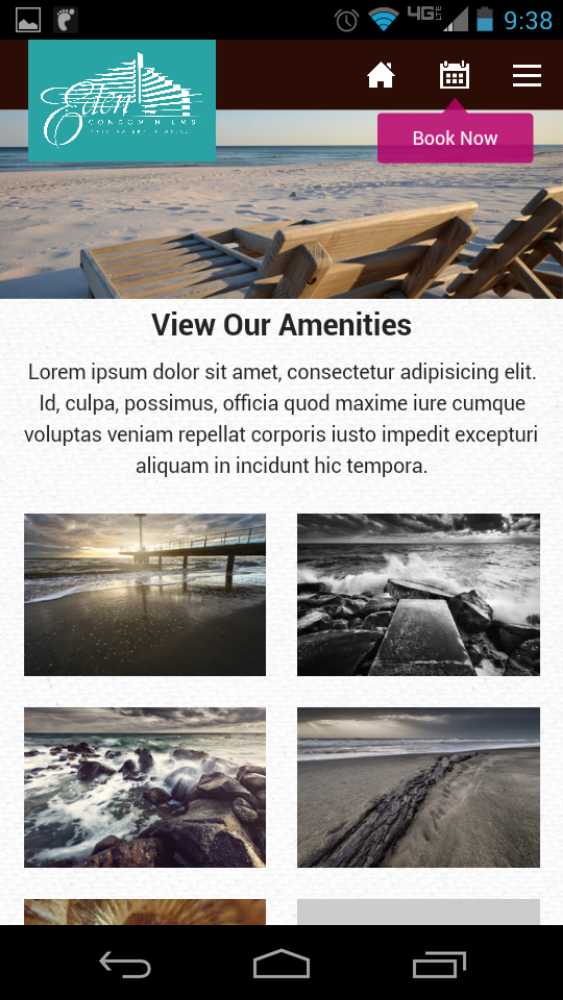 4G LTE 9:38
Eden
CONDOMINIUMS
Book Now
View Our Amenities
Lorem ipsum dolor sit amet, consectetur adipisicing elit.
Id, culpa, possimus, officia quod maxime iure cumque
voluptas veniam repellat corporis iusto impedit excepturi
aliquam in incidunt hic tempora.